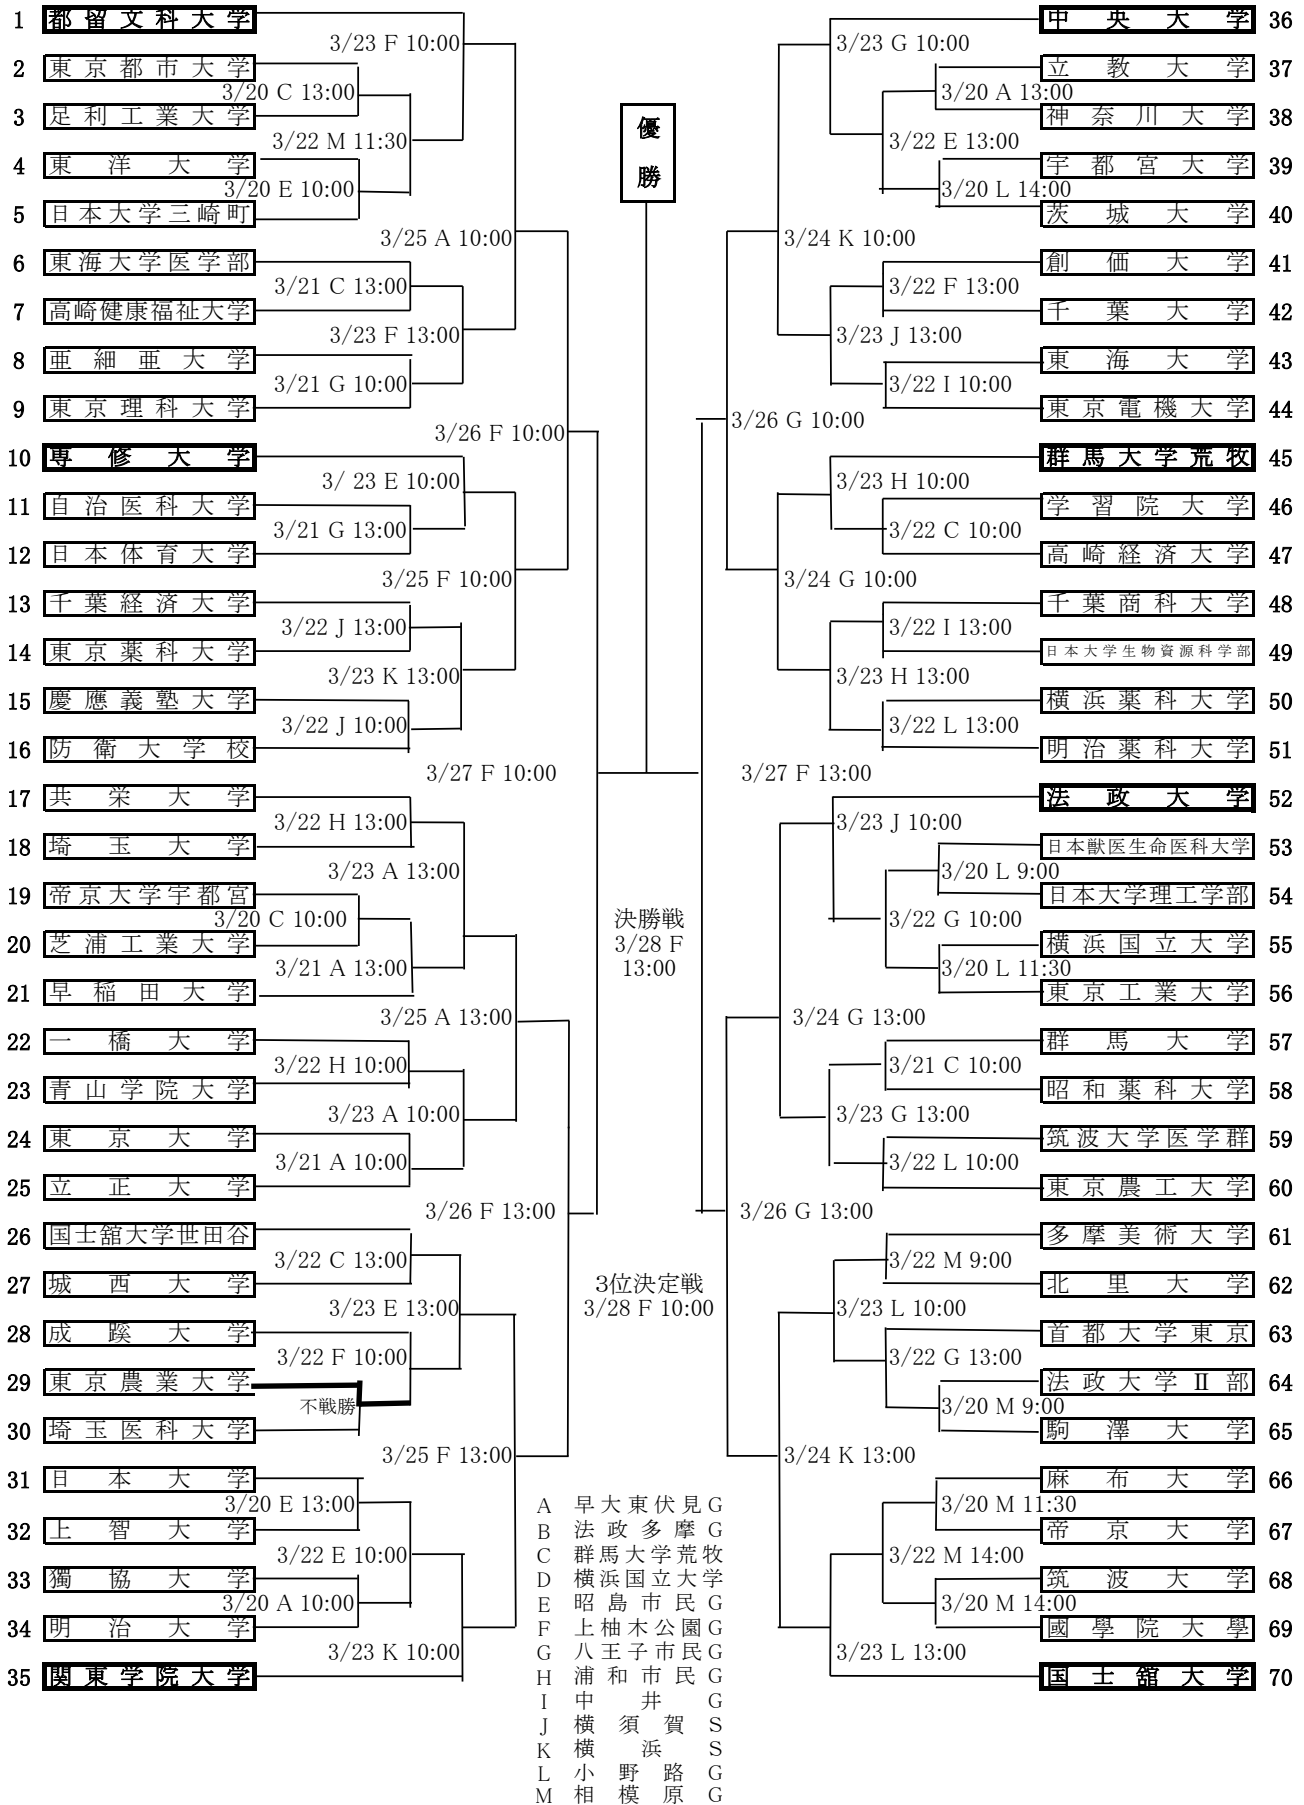 1 都留文科大学
3/23 F 10:00
2 東京都市大学
3/20 C 13:00
3 足利工業大学
3/22 M 11:30
4 東洋大学
3/20 E 10:00
5 日本大学三崎町
3/25 A 10:00
6 東海大学医学部
3/21 C 13:00
7 高崎健康福祉大学
3/23 F 13:00
8 亜細亜大学
3/21 G 10:00
9 東京理科大学
3/26 F 10:00
10 専修大学
3/ 23 E 10:00
11 自治医科大学
3/21 G 13:00
12 日本体育大学
3/25 F 10:00
13 千葉経済大学
3/22 J 13:00
14 東京薬科大学
3/23 K 13:00
15 慶應義塾大学
3/22 J 10:00
16 防衛大学校
3/27 F 10:00
17 共栄大学
3/22 H 13:00
18 埼玉大学
3/23 A 13:00
19 帝京大学宇都宮
3/20 C 10:00
20 芝浦工業大学
3/21 A 13:00
21 早稲田大学
3/25 A 13:00
22 一橋大学
3/22 H 10:00
23 青山学院大学
3/23 A 10:00
24 東京大学
3/21 A 10:00
25 立正大学
3/26 F 13:00
26 国士舘大学世田谷
3/22 C 13:00
27 城西大学
3/23 E 13:00
28 成蹊大学
3/22 F 10:00
29 東京農業大学
不戦勝
30 埼玉医科大学
3/25 F 13:00
31 日本大学
3/20 E 13:00
32 上智大学
3/22 E 10:00
33 獨協大学
3/20 A 10:00
34 明治大学
3/23 K 10:00
35 関東学院大学
優
勝
決勝戦
3/28 F
13:00
3位決定戦
3/28 F 10:00
A 早大東伏見G
B 法政多摩G
C 群馬大学荒牧
D 横浜国立大学
E 昭島市民G
F 上柚木公園G
G 八王子市民G
H 浦和市民G
I 中井G
J 横須賀S
K 横浜S
L 小野路G
M 相模原G
中央大学 36
3/23 G 10:00
立教大学 37
3/20 A 13:00
神奈川大学 38
3/22 E 13:00
宇都宮大学 39
3/20 L 14:00
茨城大学 40
3/24 K 10:00
創価大学 41
3/22 F 13:00
千葉大学 42
3/23 J 13:00
東海大学 43
3/22 I 10:00
東京電機大学 44
3/26 G 10:00
群馬大学荒牧 45
3/23 H 10:00
学習院大学 46
3/22 C 10:00
高崎経済大学 47
3/24 G 10:00
千葉商科大学 48
3/22 I 13:00
日本大学生物資源科学部 49
3/23 H 13:00
横浜薬科大学 50
3/22 L 13:00
明治薬科大学 51
3/27 F 13:00
法政大学 52
3/23 J 10:00
日本獣医生命医科大学 53
3/20 L 9:00
日本大学理工学部 54
3/22 G 10:00
横浜国立大学 55
3/20 L 11:30
東京工業大学 56
3/24 G 13:00
群馬大学 57
3/21 C 10:00
昭和薬科大学 58
3/23 G 13:00
筑波大学医学群 59
3/22 L 10:00
東京農工大学 60
3/26 G 13:00
多摩美術大学 61
3/22 M 9:00
北里大学 62
3/23 L 10:00
首都大学東京 63
3/22 G 13:00
法政大学Ⅱ部 64
3/20 M 9:00
駒澤大学 65
3/24 K 13:00
麻布大学 66
3/20 M 11:30
帝京大学 67
3/22 M 14:00
筑波大学 68
3/20 M 14:00
國學院大學 69
3/23 L 13:00
国士舘大学 70